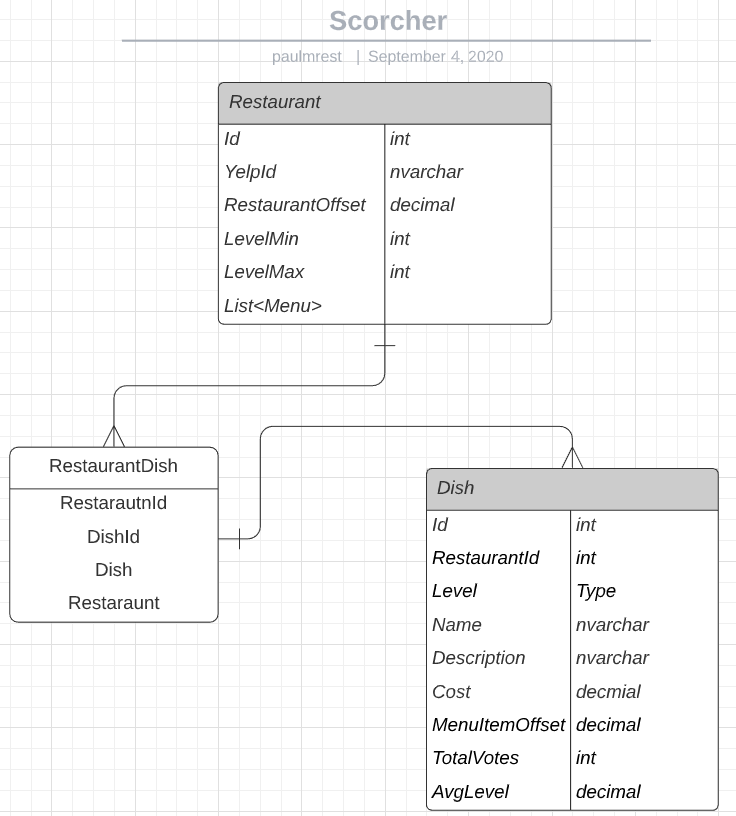 Scorcher
paulmrest | September 4, 2020
Restaurant
Id int
YelpId nvarchar
RestaurantOffset decimal
LevelMin int
LevelMax int
List<Menu>
RestaurantDish
RestarautnId
DishId
Dish
Restaraunt
Dish
Id int
RestaurantId int
Level Type
Name nvarchar
Description nvarchar
Cost decmial
MenuItemOffset decimal
TotalVotes int
AvgLevel decimal